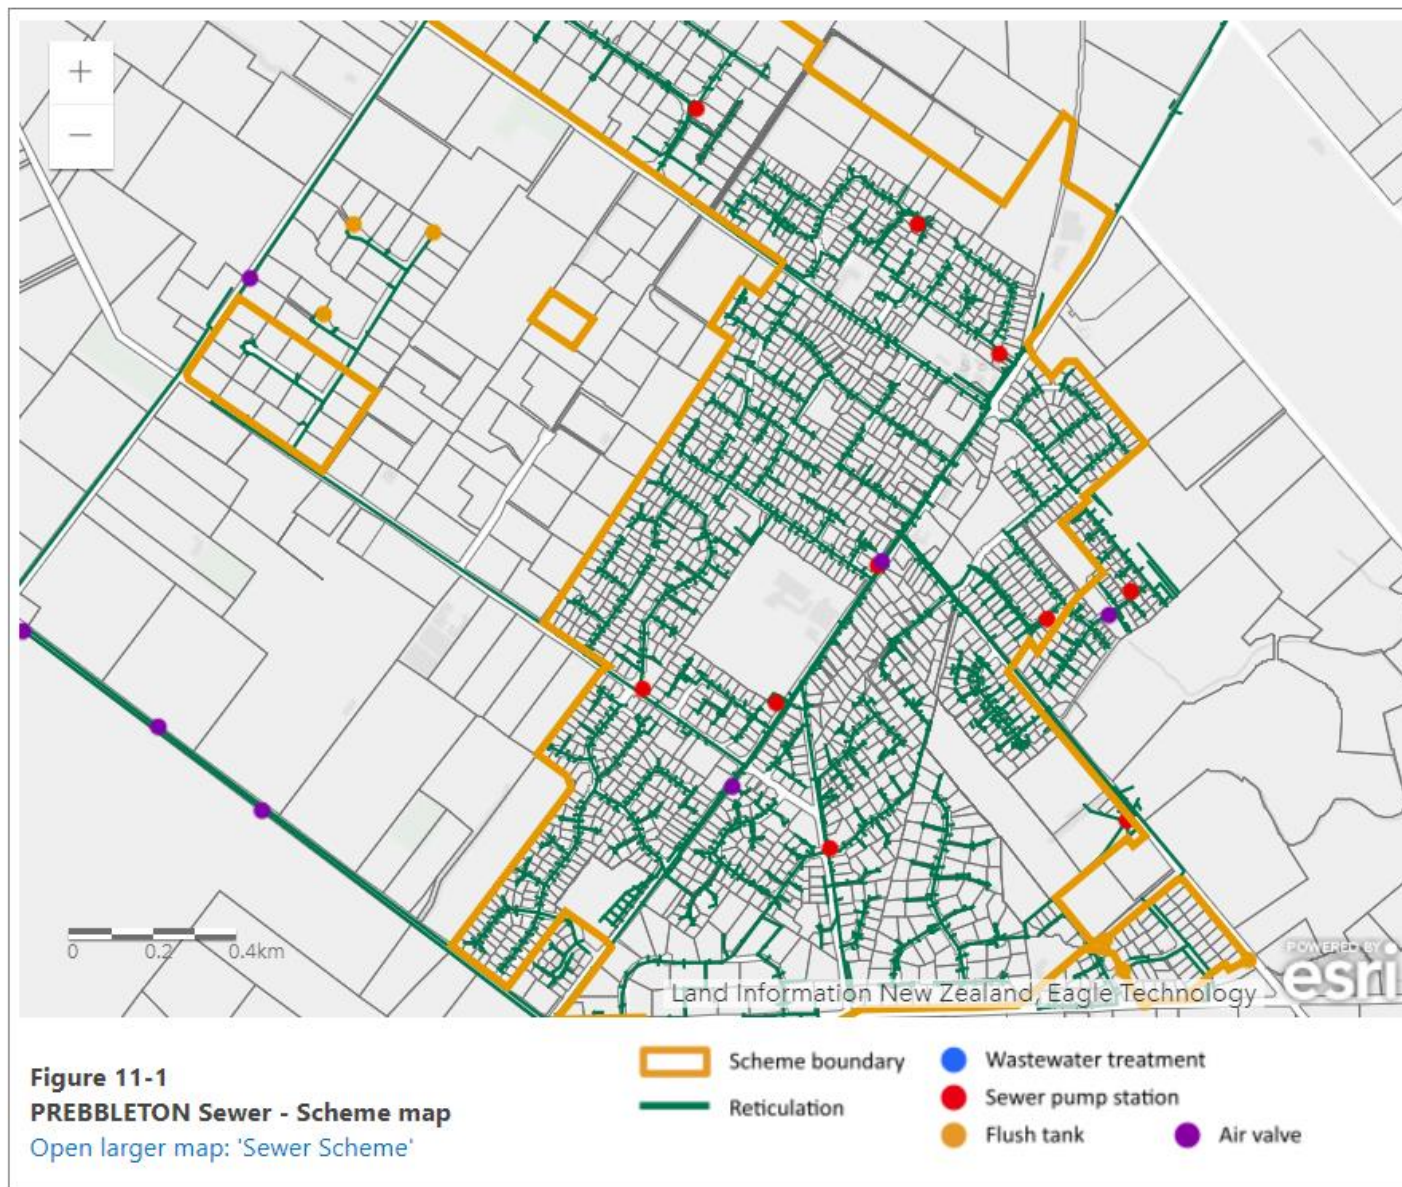 +
−
0 0.2 0.4km
POWERED BY
esri
Land Information New Zealand, Eagle Technology
Figure 11-1
PREBBLETON Sewer - Scheme map
Open larger map: 'Sewer Scheme'
Scheme boundary
Reticulation
Wastewater treatment
Sewer pump station
Flush tank
Air valve